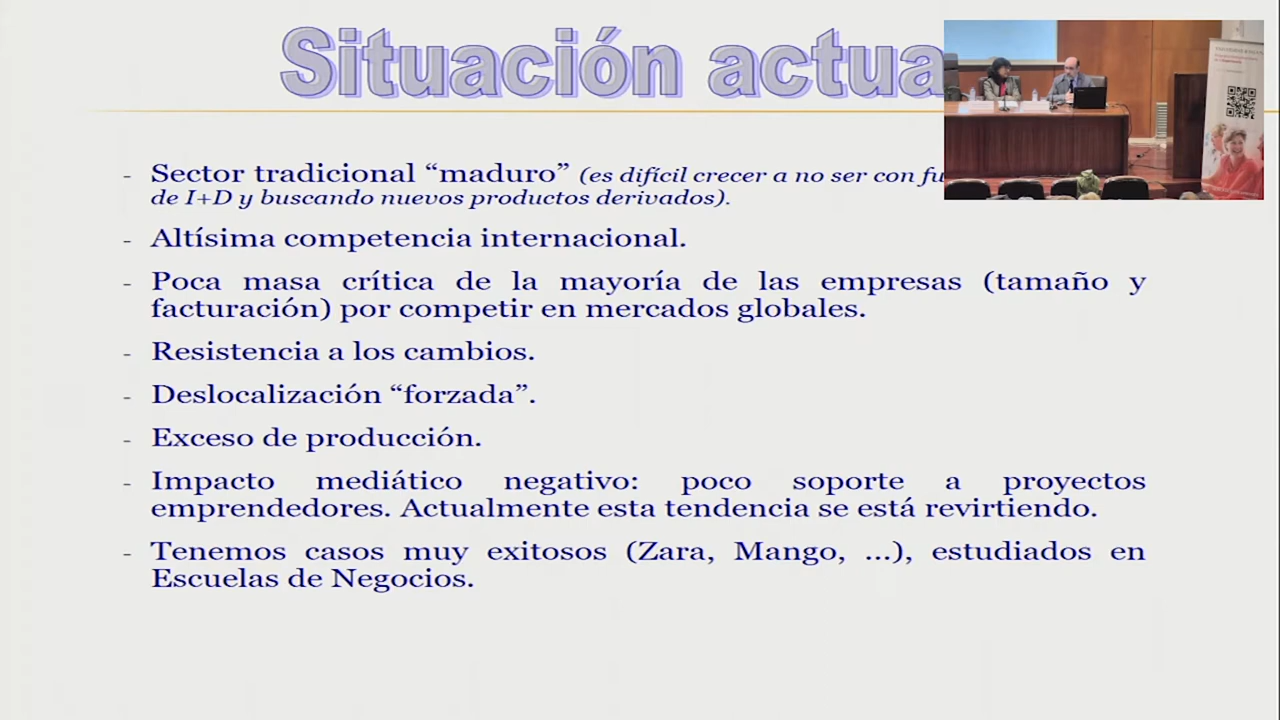 Situación actua
- Sector tradicional “maduro” (es difícil crecer a no ser con fu
de I+D y buscando nuevos productos derivados).
- Altísima competencia internacional.
- Poca masa crítica de la mayoría de las empresas (tamaño y
facturación) por competir en mercados globales.
- Resistencia a los cambios.
- Deslocalización “forzada”.
- Exceso de producción.
- Impacto mediático negativo: poco soporte a proyectos
emprendedores. Actualmente esta tendencia se está revirtiendo.
- Tenemos casos muy exitosos (Zara, Mango, ...), estudiados en
Escuelas de Negocios.